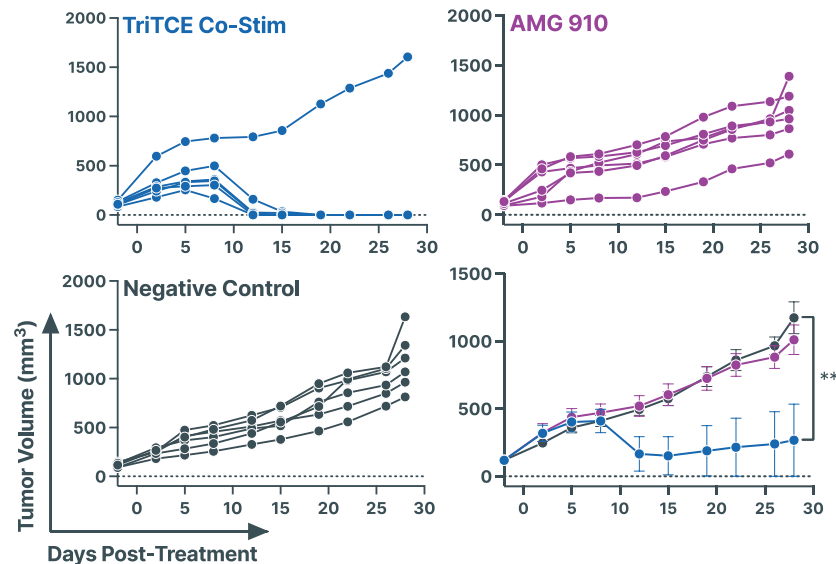 TriTCE Co-Stim
2000
1500
1000
500
0
0 5 10 15 20 25 30
AMG 910
2000
1500
1000
500
0
0 5 10 15 20 25 30
Negative Control
2000
1500
1000
500
0
0 5 10 15 20 25 30
1500
1000
500
0
0 5 10 15 20 25 30
**
Tumor Volume (mm³)
Days Post-Treatment